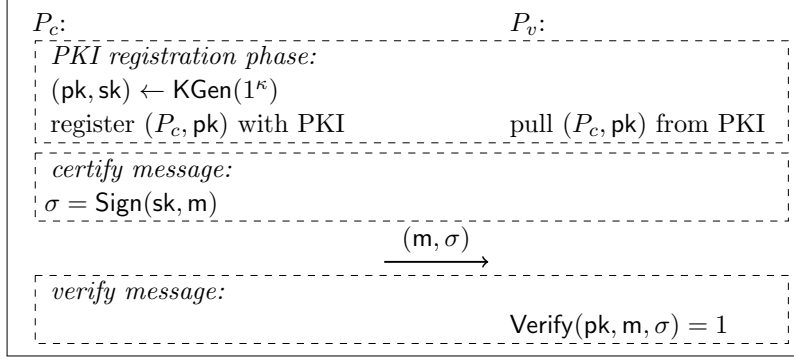 P_c: P_v:
PKI registration phase:
(pk, sk) ← KGen(1^κ)
register (P_c, pk) with PKI pull (P_c, pk) from PKI
certify message:
σ = Sign(sk, m)
(m, σ)
verify message:
Verify(pk, m, σ) = 1